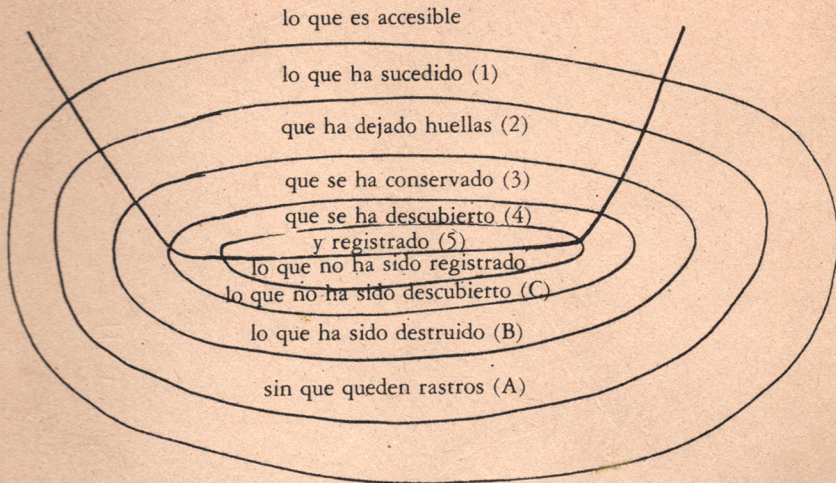 lo que es accesible
lo que ha sucedido (1)
que ha dejado huellas (2)
que se ha conservado (3)
que se ha descubierto (4)
y registrado (5)
lo que no ha sido registrado
lo que no ha sido descubierto (C)
lo que ha sido destruido (B)
sin que queden rastros (A)